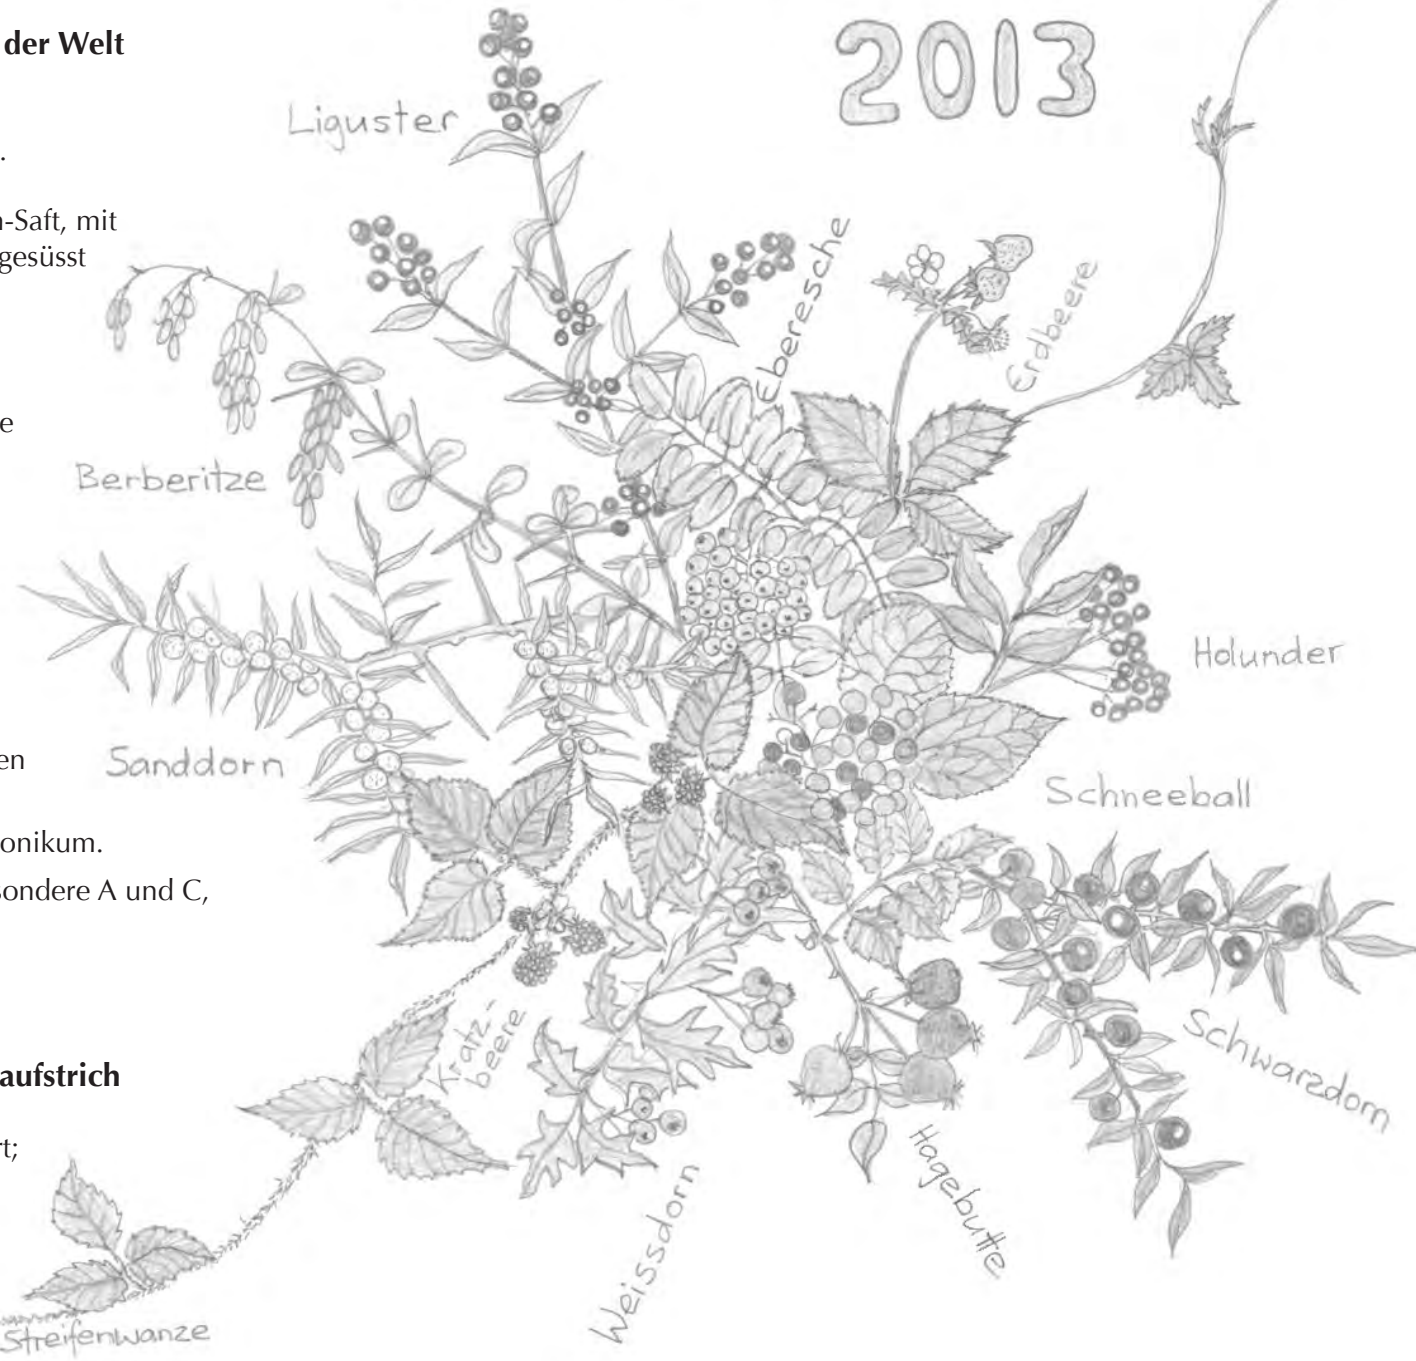 der Welt
.
-Saft, mit
gesüsst
e
en
onikum.
sondere A und C,
aufstrich
t;
2013
Liguster
Eberesche
Erdbeere
Berberitze
Holunder
Sanddorn
Schneeball
Kratz-
beere
Schwarzdorn
Hagebutte
Weissdorn
Streifenwanze